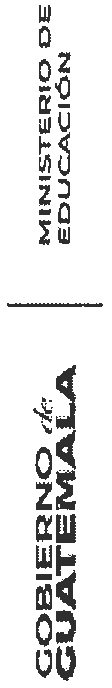 GOBIERNO de
GUATEMALA
MINISTERIO DE
EDUCACIÓN